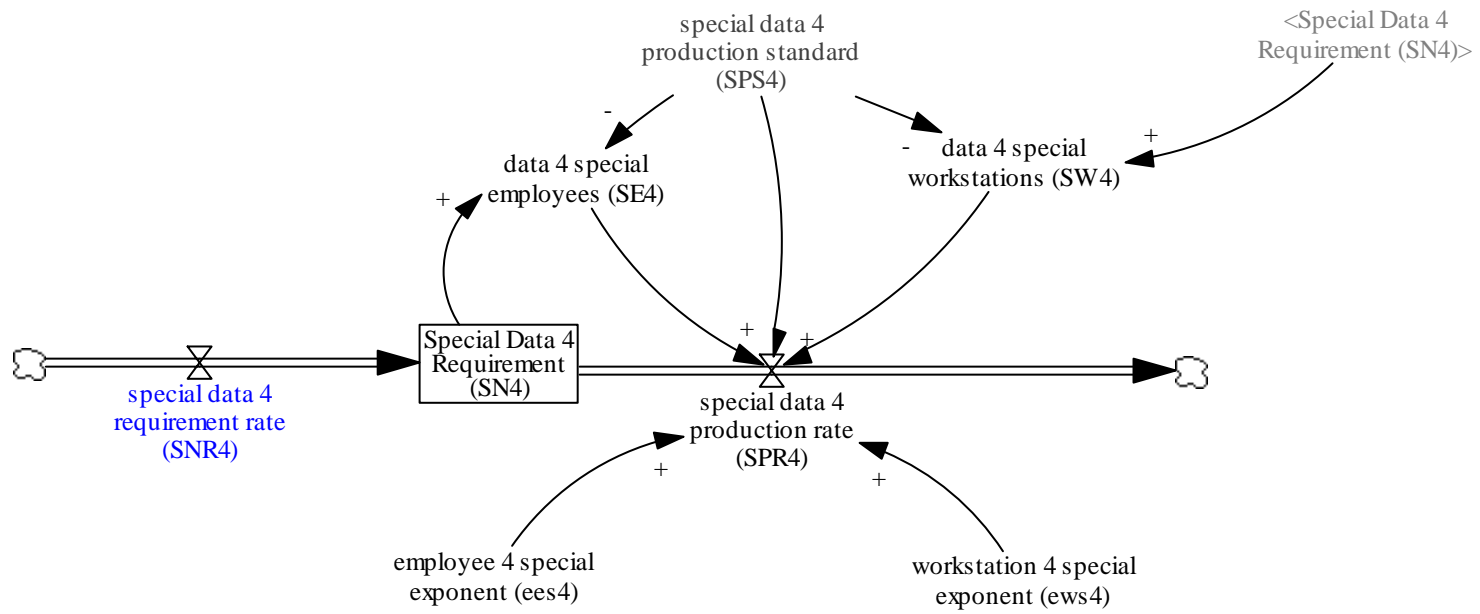 special data 4
production standard
(SPS4)
<Special Data 4
Requirement (SN4)>
-
-
+
data 4 special
employees (SE4)
data 4 special
workstations (SW4)
+
+
+
Special Data 4
Requirement
(SN4)
special data 4
requirement rate
(SNR4)
special data 4
production rate
(SPR4)
+
+
employee 4 special
exponent (ees4)
workstation 4 special
exponent (ews4)